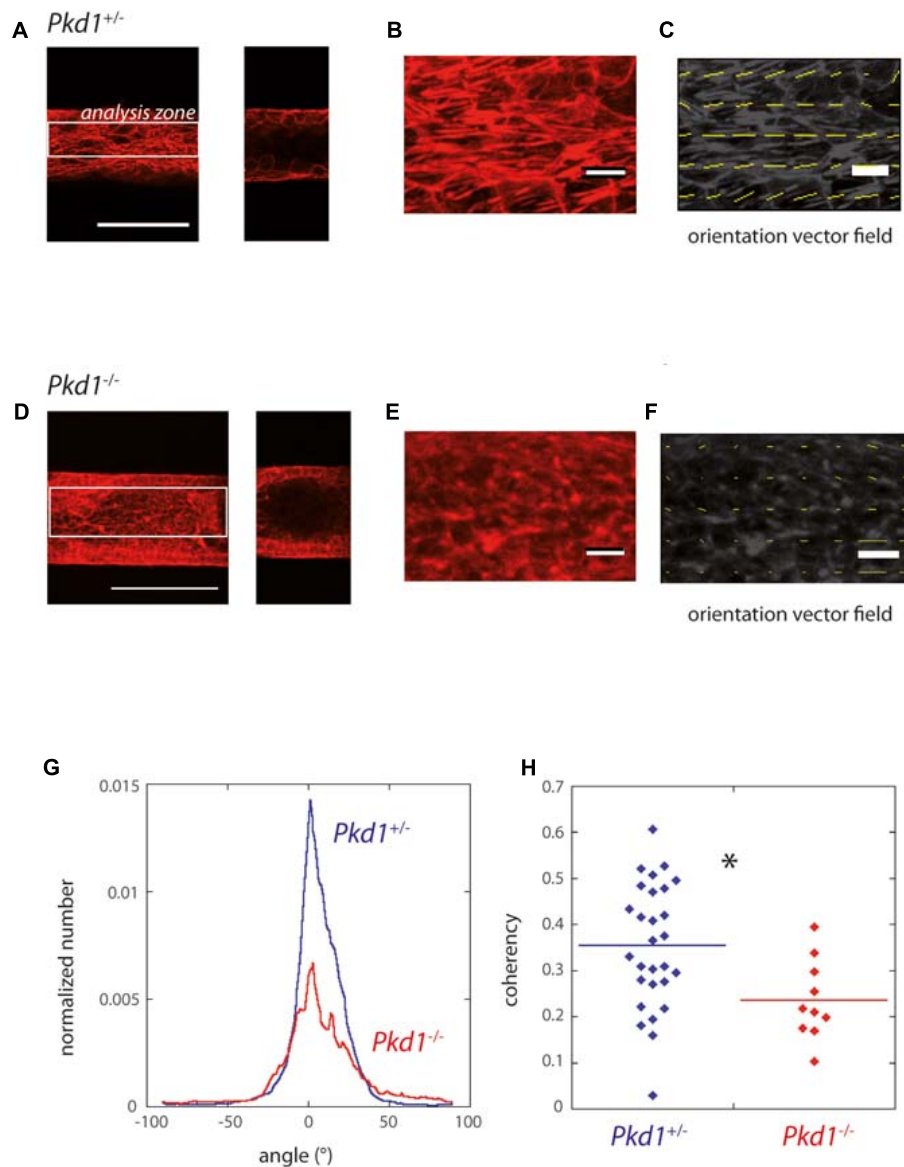 Pkd1+/-
A
B
C
analysis zone
orientation vector field
Pkd1-/-
D
E
F
orientation vector field
G
H
0.015
0.01
0.005
0
-100
-50
0
50
100
normalized number
angle (°)
Pkd1+/-
Pkd1-/-
0.7
0.6
0.5
0.4
0.3
0.2
0.1
0
coherency
*
Pkd1+/-
Pkd1-/-